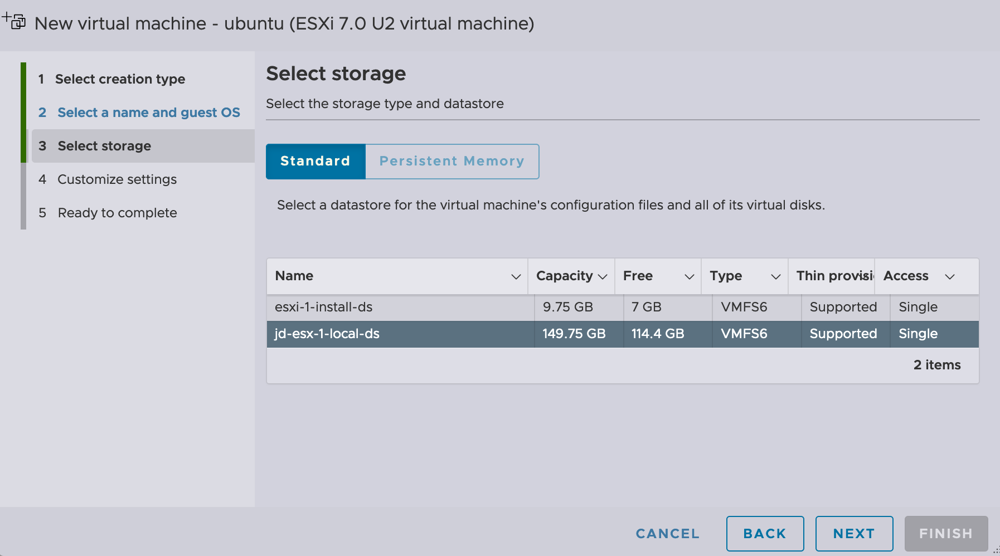 New virtual machine - ubuntu (ESXi 7.0 U2 virtual machine)
1 Select creation type
2 Select a name and guest OS
3 Select storage
4 Customize settings
5 Ready to complete
Select storage
Select the storage type and datastore
Standard Persistent Memory
Select a datastore for the virtual machine's configuration files and all of its virtual disks.
Name Capacity Free Type Thin provisi Access
esxi-1-install-ds 9.75 GB 7 GB VMFS6 Supported Single
jd-esx-1-local-ds 149.75 GB 114.4 GB VMFS6 Supported Single
2 items
CANCEL BACK NEXT FINISH